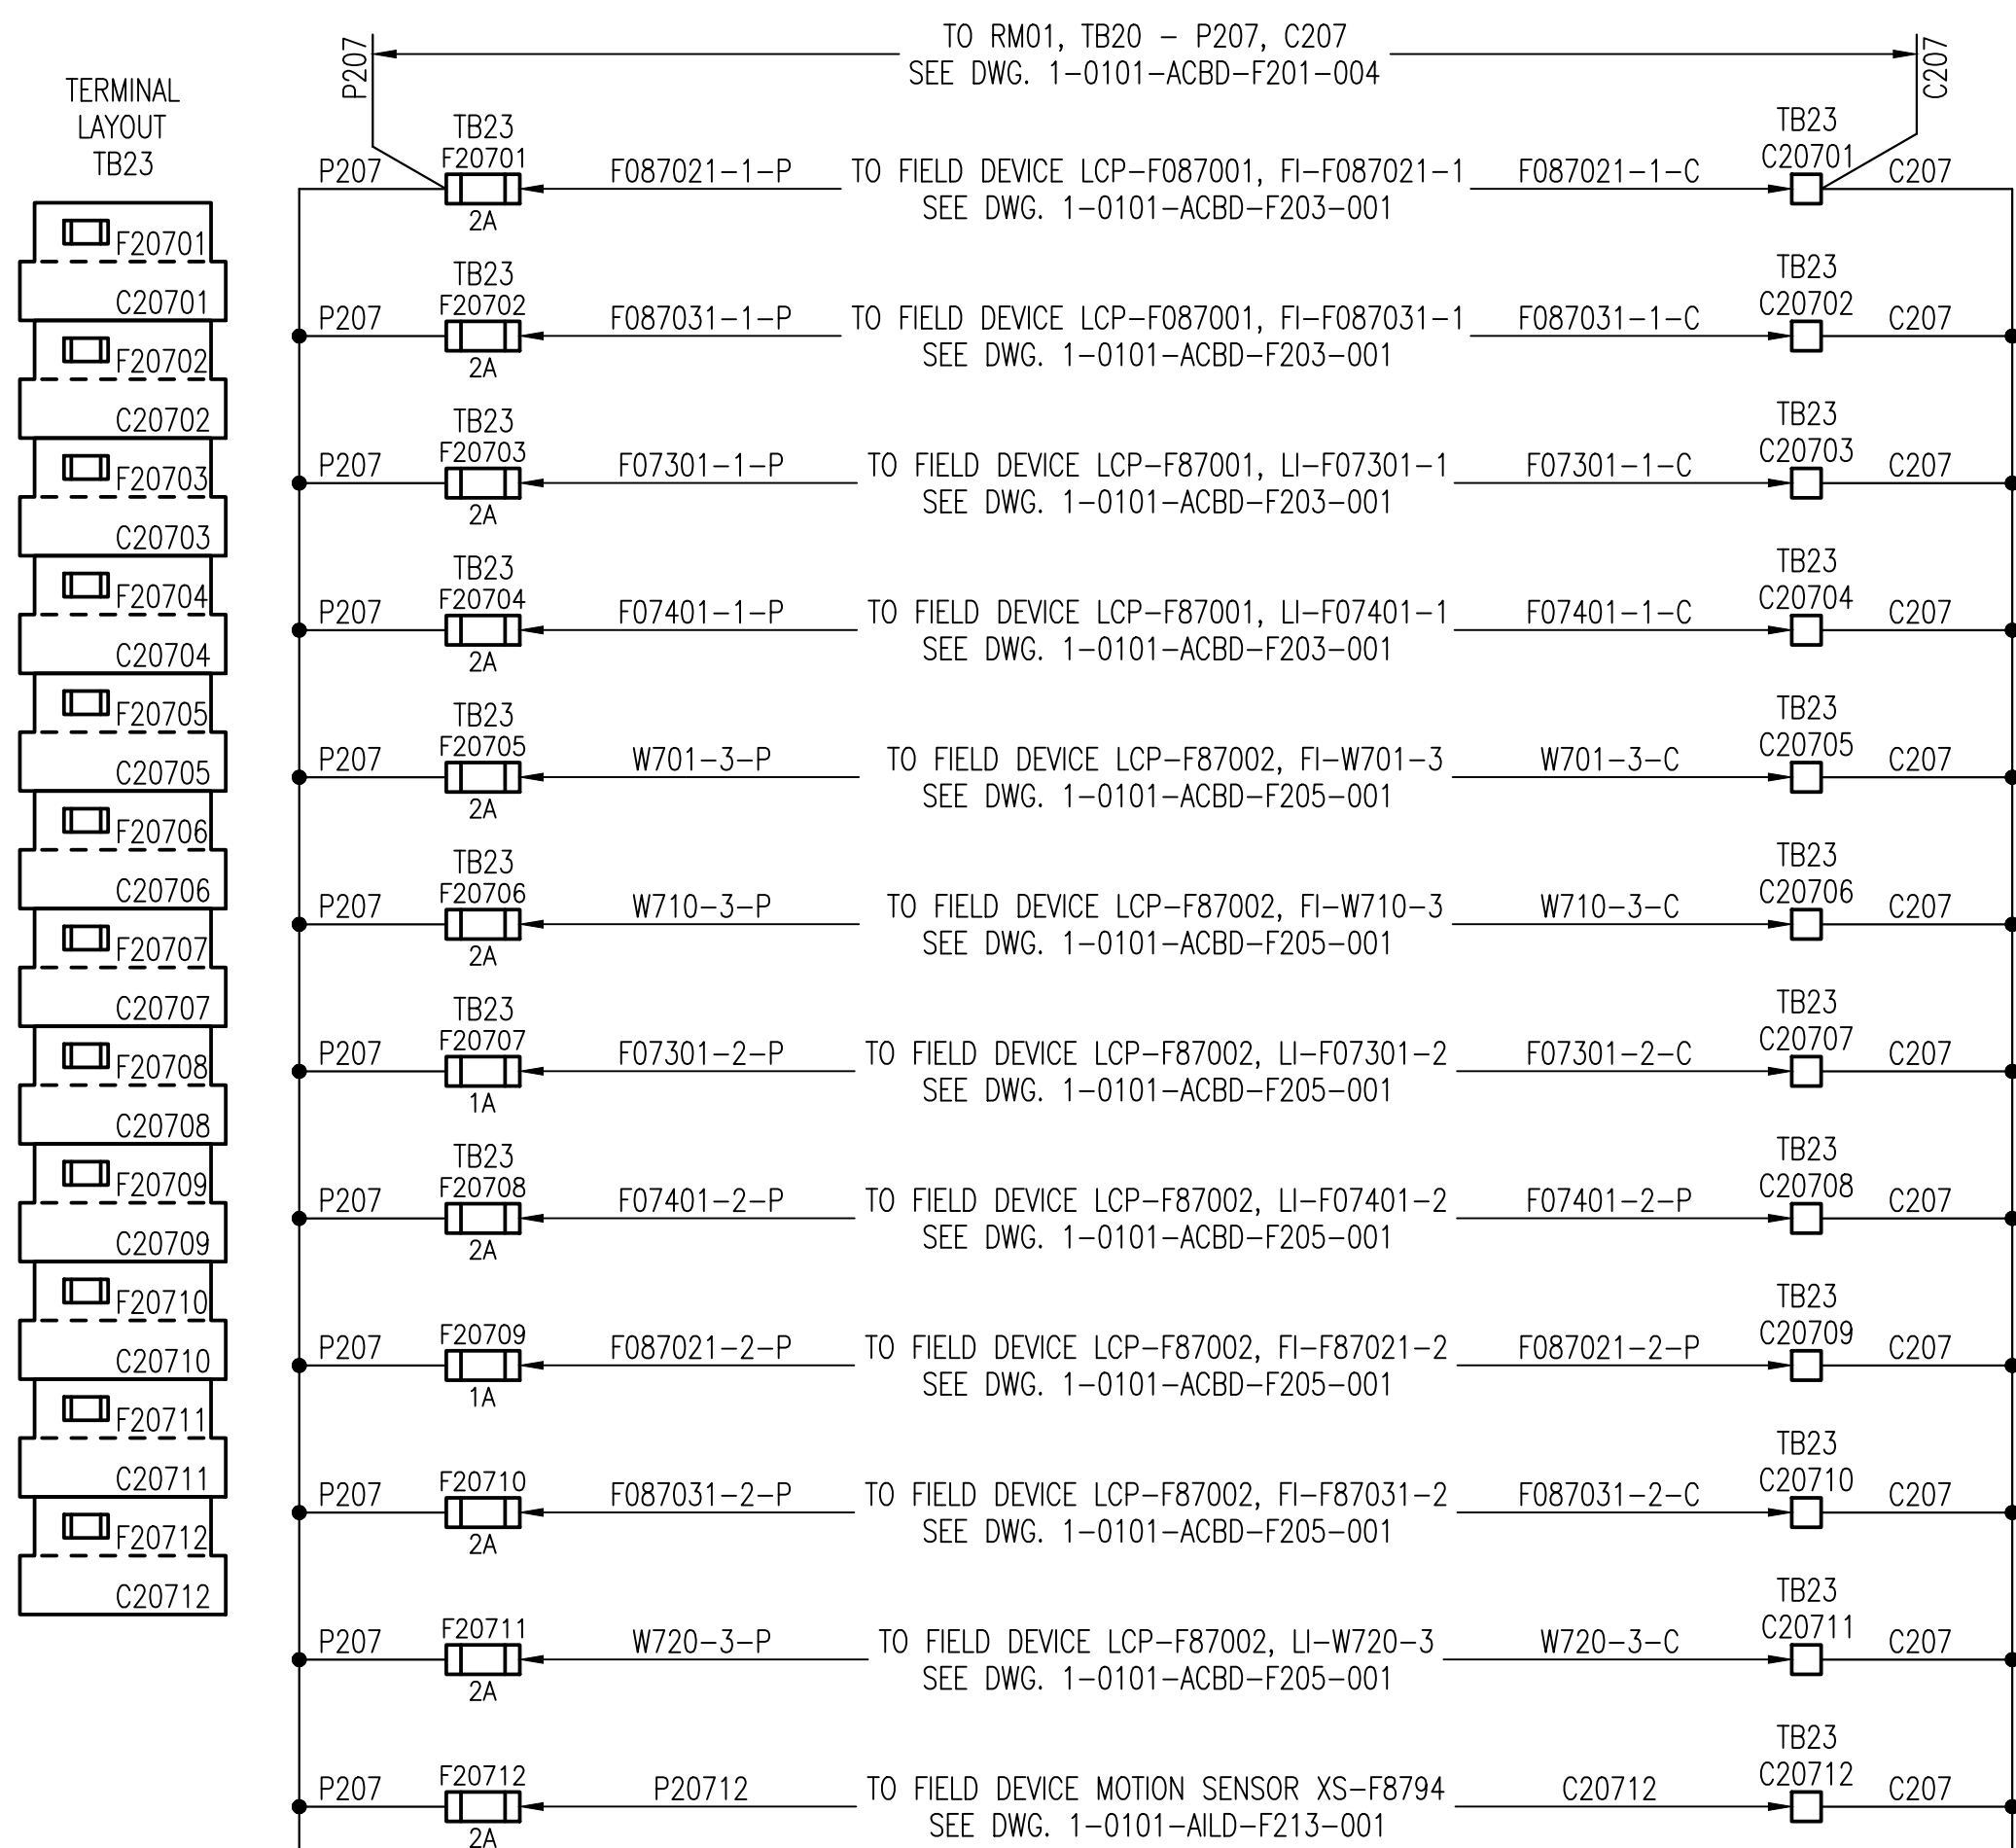 TO RM01, TB20 - P207, C207
SEE DWG. 1-0101-ACBD-F201-004
P207
C207
TERMINAL
LAYOUT
TB23
F20701
C20701
F20702
C20702
F20703
C20703
F20704
C20704
F20705
C20705
F20706
C20706
F20707
C20707
F20708
C20708
F20709
C20709
F20710
C20710
F20711
C20711
F20712
C20712
TB23
TB23
P207 F20701 F087021-1-P TO FIELD DEVICE LCP-F087001, FI-F087021-1 F087021-1-C C20701 C207
2A SEE DWG. 1-0101-ACBD-F203-001
TB23
TB23
P207 F20702 F087031-1-P TO FIELD DEVICE LCP-F087001, FI-F087031-1 F087031-1-C C20702 C207
2A SEE DWG. 1-0101-ACBD-F203-001
TB23
TB23
P207 F20703 F07301-1-P TO FIELD DEVICE LCP-F87001, LI-F07301-1 F07301-1-C C20703 C207
2A SEE DWG. 1-0101-ACBD-F203-001
TB23
TB23
P207 F20704 F07401-1-P TO FIELD DEVICE LCP-F87001, LI-F07401-1 F07401-1-C C20704 C207
2A SEE DWG. 1-0101-ACBD-F203-001
TB23
TB23
P207 F20705 W701-3-P TO FIELD DEVICE LCP-F87002, FI-W701-3 W701-3-C C20705 C207
2A SEE DWG. 1-0101-ACBD-F205-001
TB23
TB23
P207 F20706 W710-3-P TO FIELD DEVICE LCP-F87002, FI-W710-3 W710-3-C C20706 C207
2A SEE DWG. 1-0101-ACBD-F205-001
TB23
TB23
P207 F20707 F07301-2-P TO FIELD DEVICE LCP-F87002, LI-F07301-2 F07301-2-C C20707 C207
1A SEE DWG. 1-0101-ACBD-F205-001
TB23
TB23
P207 F20708 F07401-2-P TO FIELD DEVICE LCP-F87002, LI-F07401-2 F07401-2-P C20708 C207
2A SEE DWG. 1-0101-ACBD-F205-001
TB23
P207 F20709 F087021-2-P TO FIELD DEVICE LCP-F87002, FI-F87021-2 F087021-2-P C20709 C207
1A SEE DWG. 1-0101-ACBD-F205-001
TB23
P207 F20710 F087031-2-P TO FIELD DEVICE LCP-F87002, FI-F87031-2 F087031-2-C C20710 C207
2A SEE DWG. 1-0101-ACBD-F205-001
TB23
P207 F20711 W720-3-P TO FIELD DEVICE LCP-F87002, LI-W720-3 W720-3-C C20711 C207
2A SEE DWG. 1-0101-ACBD-F205-001
TB23
P207 F20712 P20712 TO FIELD DEVICE MOTION SENSOR XS-F8794 C20712 C20712 C207
2A SEE DWG. 1-0101-AILD-F213-001